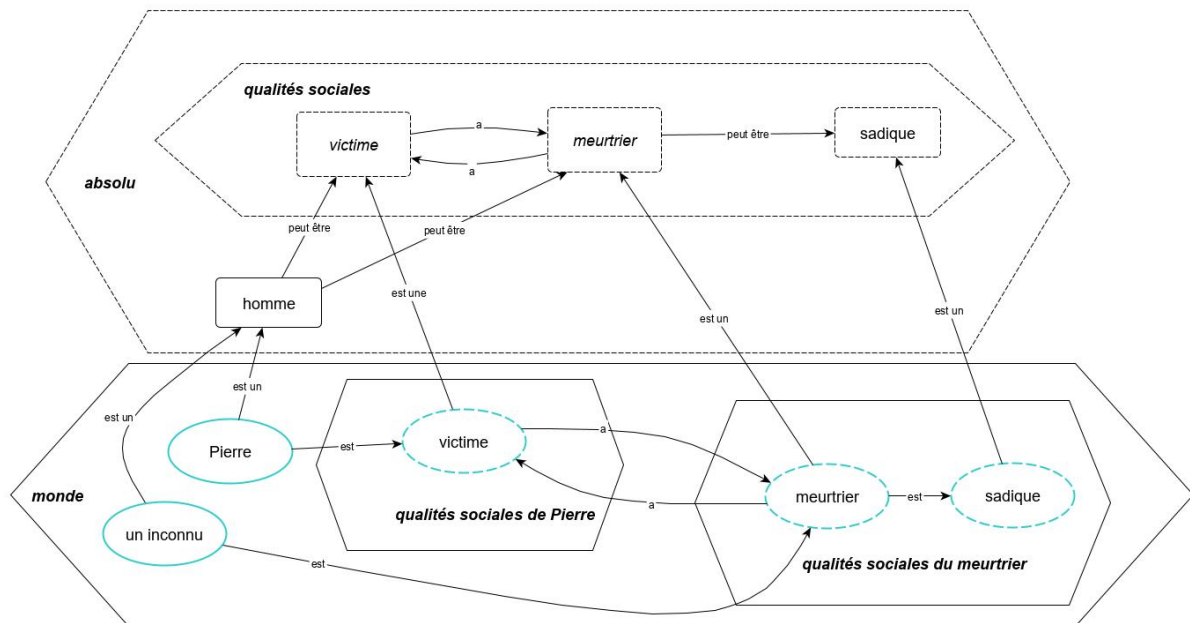 qualités sociales
a
victime
meurtrier
peut être
sadique
a
absolu
peut être
peut être
homme
est une
est un
est un
est un
est un
Pierre
est
victime
a
monde
meurtrier
est
sadique
a
qualités sociales de Pierre
un inconnu
est
qualités sociales du meurtrier